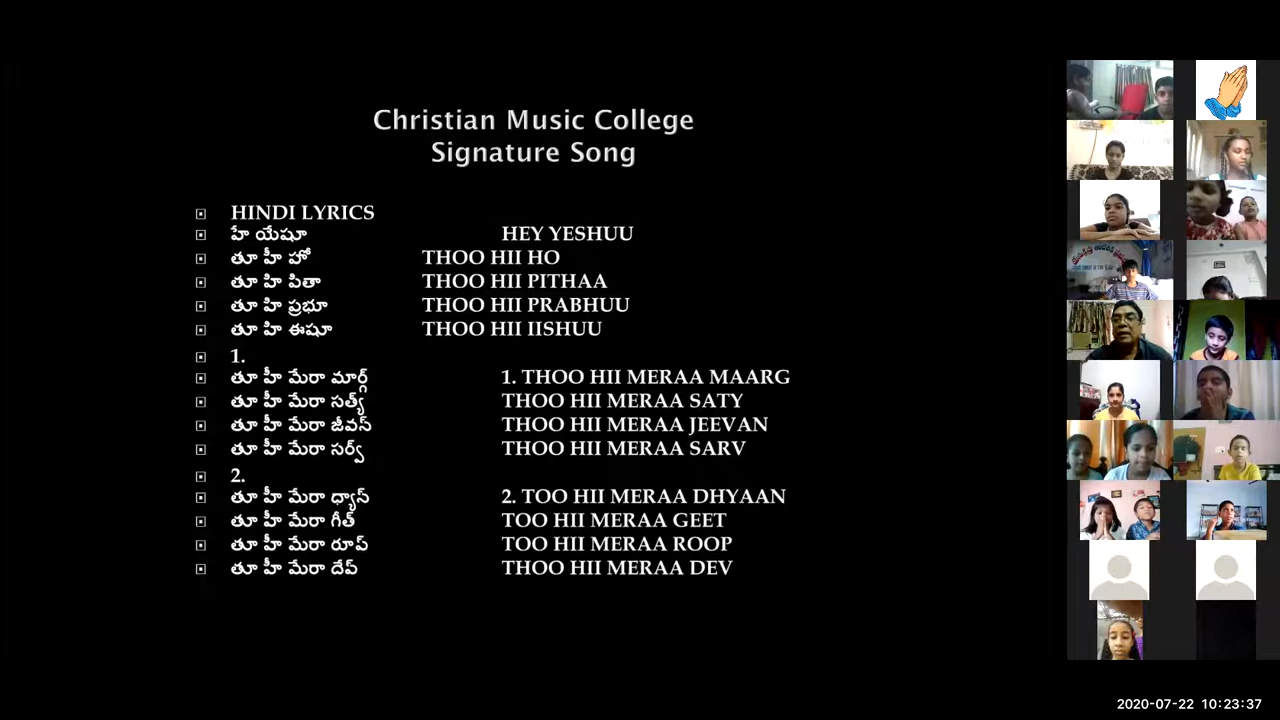 Christian Music College
Signature Song
HINDI LYRICS
హే యేషూ HEY YESHUU
తూ హీ హో THOO HII HO
తూ హి పితా THOO HII PITHAA
తూ హి ప్రభూ THOO HII PRABHUU
తూ హి ఈషూ THOO HII IISHUU
1.
తూ హీ మేరా మార్గ్ 1. THOO HII MERAA MAARG
తూ హీ మేరా సత్య్ THOO HII MERAA SATY
తూ హీ మేరా జీవన్ THOO HII MERAA JEEVAN
తూ హీ మేరా సర్వ్ THOO HII MERAA SARV
2.
తూ హీ మేరా ధ్యాన్ 2. TOO HII MERAA DHYAAN
తూ హీ మేరా గీత్ TOO HII MERAA GEET
తూ హీ మేరా రూప్ TOO HII MERAA ROOP
తూ హీ మేరా దేవ్ THOO HII MERAA DEV
2020-07-22 10:23:37